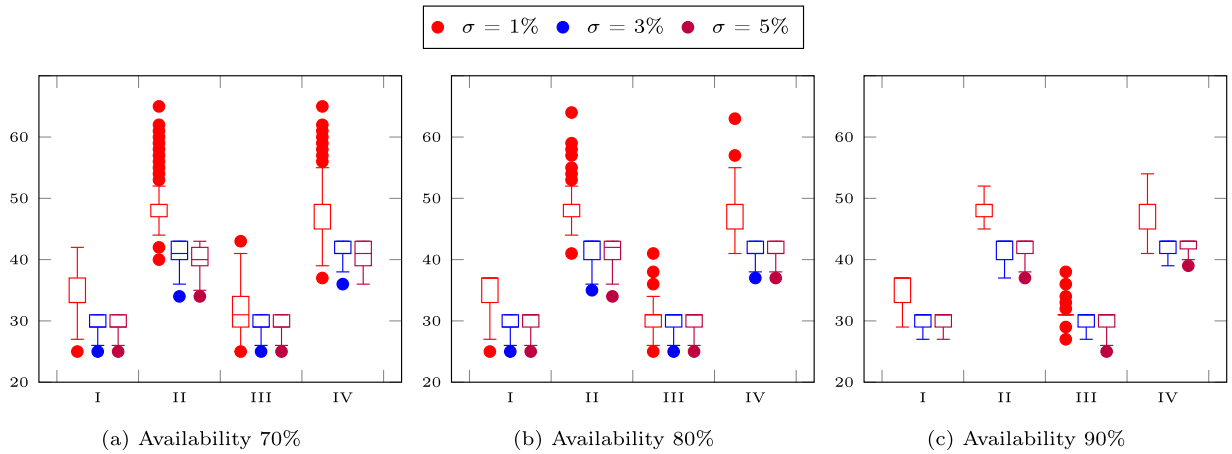 σ = 1% σ = 3% σ = 5%
60 60 60
50 50 50
40 40 40
30 30 30
20 20 20
I II III IV I II III IV I II III IV
(a) Availability 70% (b) Availability 80% (c) Availability 90%